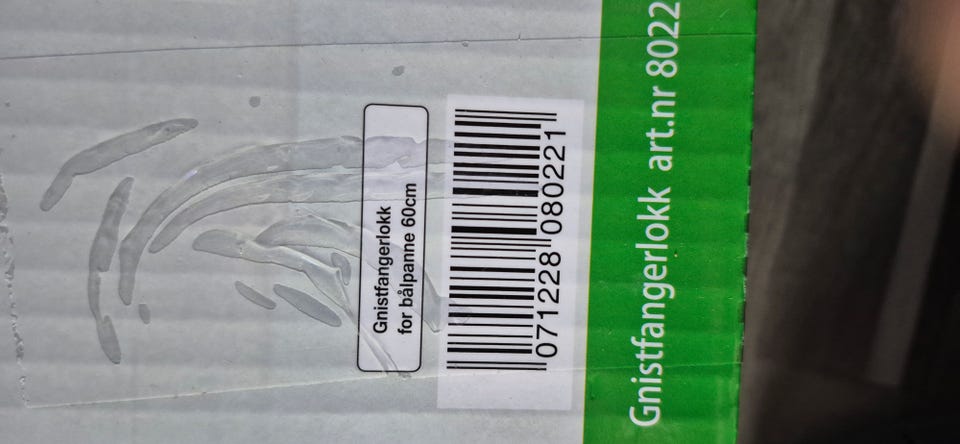 Gnistfangerlokk
for bålpanne 60cm
071228 080221
Gnistfangerlokk art.nr 8022